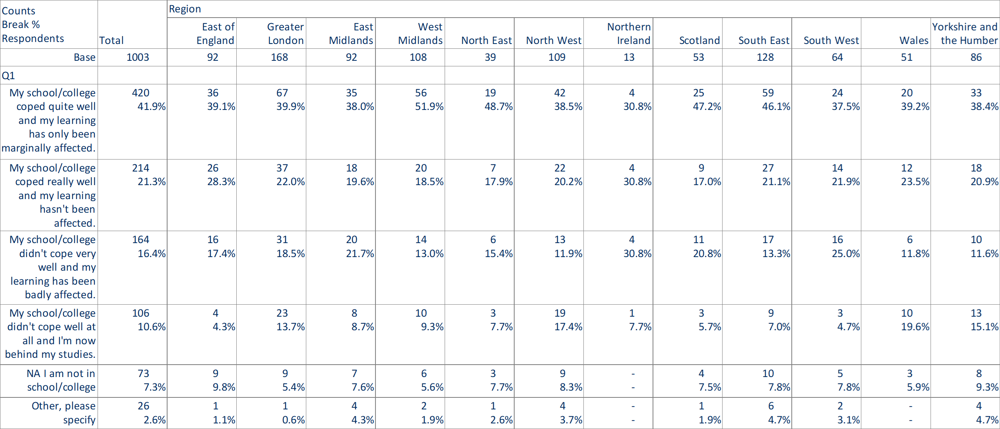 Counts
Break %
Respondents
Total
Region
East of England
Greater London
East Midlands
West Midlands
North East
North West
Northern Ireland
Scotland
South East
South West
Wales
Yorkshire and the Humber
Base 1003 92 168 92 108 39 109 13 53 128 64 51 86
Q1
My school/college 420 36 67 35 56 19 42 4 25 59 24 20 33
coped quite well 41.9% 39.1% 39.9% 38.0% 51.9% 48.7% 38.5% 30.8% 47.2% 46.1% 37.5% 39.2% 38.4%
and my learning
has only been
marginally affected.
My school/college 214 26 37 18 20 7 22 4 9 27 14 12 18
coped really well 21.3% 28.3% 22.0% 19.6% 18.5% 17.9% 20.2% 30.8% 17.0% 21.1% 21.9% 23.5% 20.9%
and my learning
hasn't been
affected.
My school/college 164 16 31 20 14 6 13 4 11 17 16 6 10
didn't cope very 16.4% 17.4% 18.5% 21.7% 13.0% 15.4% 11.9% 30.8% 20.8% 13.3% 25.0% 11.8% 11.6%
well and my
learning has been
badly affected.
My school/college 106 4 23 8 10 3 19 1 3 9 3 10 13
didn't cope well at 10.6% 4.3% 13.7% 8.7% 9.3% 7.7% 17.4% 7.7% 5.7% 7.0% 4.7% 19.6% 15.1%
all and I'm now
behind my studies.
NA I am not in 73 9 9 7 6 3 9 - 4 10 5 3 8
school/college 7.3% 9.8% 5.4% 7.6% 5.6% 7.7% 8.3% - 7.5% 7.8% 7.8% 5.9% 9.3%
Other, please 26 1 1 4 2 1 4 - 1 6 2 - 4
specify 2.6% 1.1% 0.6% 4.3% 1.9% 2.6% 3.7% - 1.9% 4.7% 3.1% - 4.7%